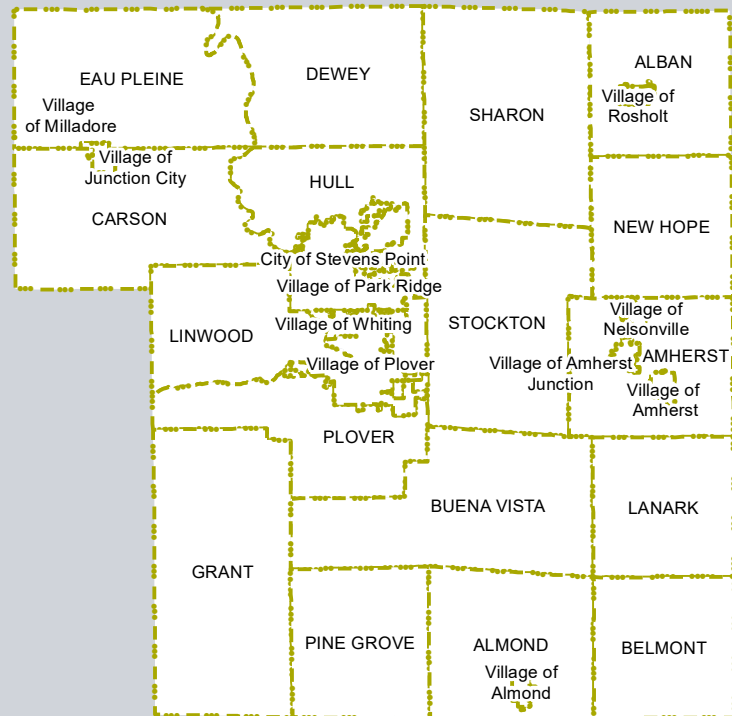 ALBAN
DEWEY
EAU PLEINE
Village
of Milladore
Village of
Rosholt
SHARON
Village of
Junction City
HULL
CARSON
NEW HOPE
City of Stevens Point
Village of Park Ridge
Village of
Nelsonville
Village of Whiting
STOCKTON
LINWOOD
Village of Plover
Village of Amherst
Junction
AMHERST
Village of
Amherst
PLOVER
BUENA VISTA
LANARK
GRANT
PINE GROVE
ALMOND
BELMONT
Village of
Almond